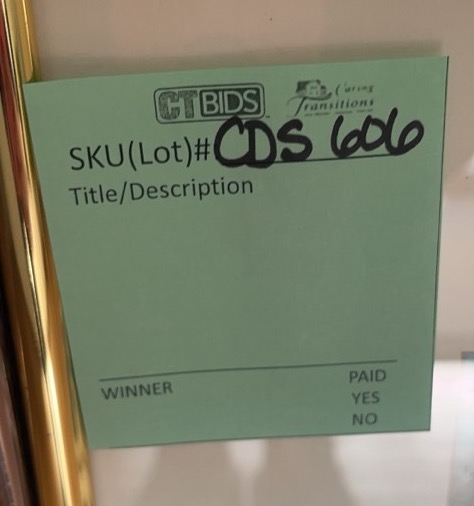 CTBIDS
Caring
Transitions
SKU(Lot)# CDS 606
Title/Description
WINNER
PAID
YES
NO